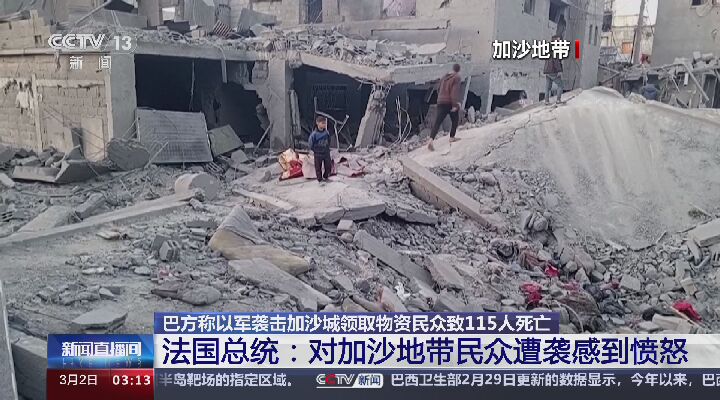 CCTV 13
新闻
加沙地带
巴方称以军袭击加沙城领取物资民众致115人死亡
新闻直播间
法国总统：对加沙地带民众遭袭感到愤怒
3月2日 03:13 半岛靶场的指定区域。 CCTV 新闻 巴西卫生部2月29日更新的数据显示，今年以来，巴西